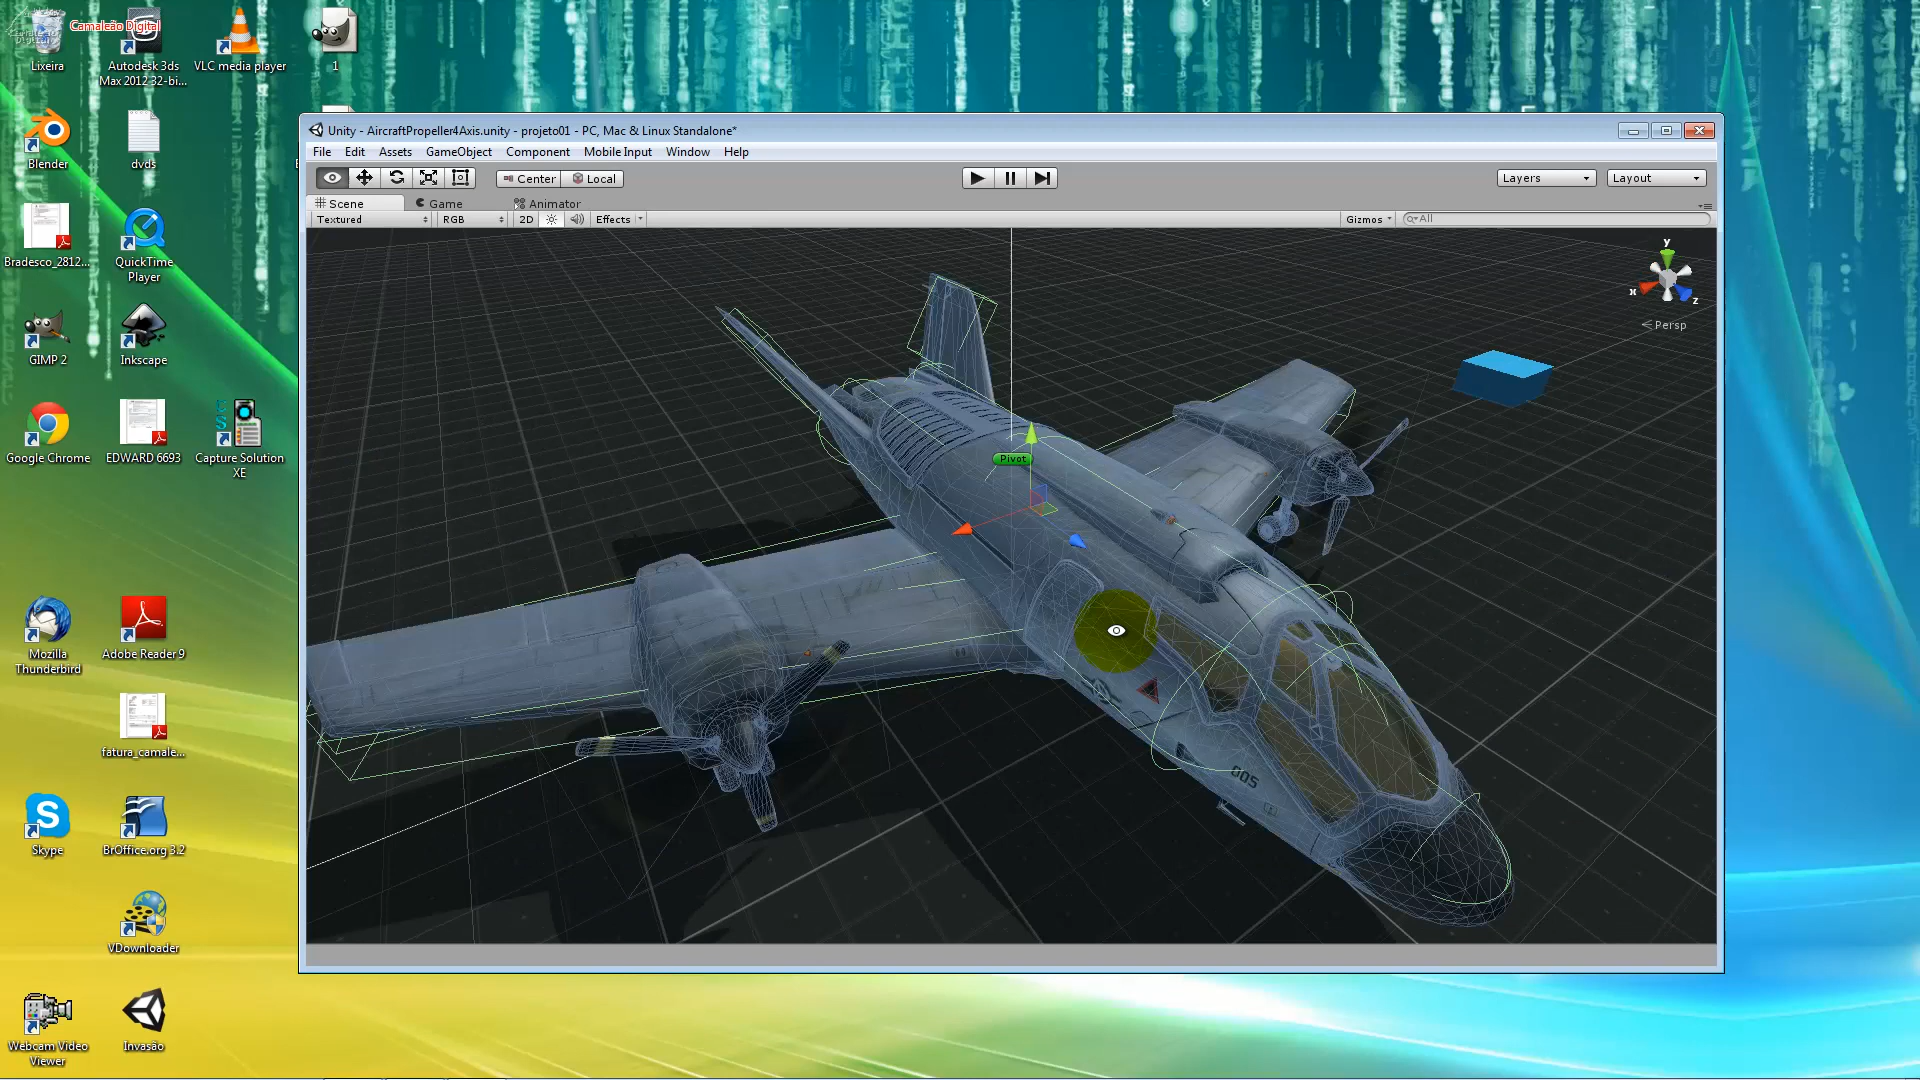 Camaleão Digital
Lixeira
Autodesk 3ds
Max 2012 32-bi...
VLC media player
1
Blender
dvds
Bradesco_2812...
QuickTime
Player
GIMP 2
Inkscape
Google Chrome
EDWARD 6693
Capture Solution
XE
Mozilla
Thunderbird
Adobe Reader 9
fatura_camale...
Skype
BrOffice.org 3.2
VDownloader
Webcam Video
Viewer
Invasão
Unity - AircraftPropeller4Axis.unity - projeto01 - PC, Mac & Linux Standalone*
File Edit Assets GameObject Component Mobile Input Window Help
Center Local
Layers Layout
Scene Game Animator
Textured RGB 2D Effects Gizmos All
y
x
z
Persp
Pivot
005